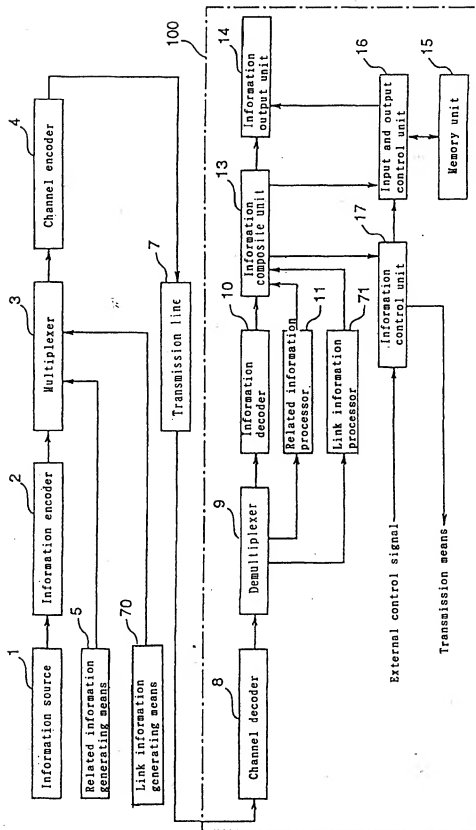 1
Information source
2
Information encoder
3
Multiplexer
4
Channel encoder
5
Related information
generating means
70
Link information
generating means
7
Transmission line
100
8
Channel decoder
9
Demultiplexer
10
Information
decoder
11
Related information
processor
71
Link information
processor
13
Information
composite unit
14
Information
output unit
16
Input and output
control unit
15
Memory unit
17
Information
control unit
External control signal
Transmission means